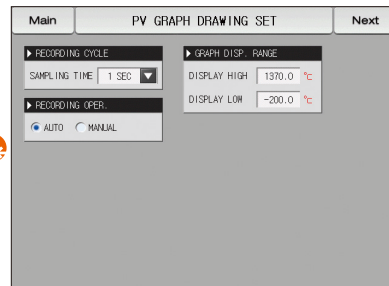 Main
PV GRAPH DRAWING SET
Next
RECORDING CYCLE
SAMPLING TIME 1 SEC
RECORDING OPER.
AUTO MANUAL
GRAPH DISP. RANGE
DISPLAY HIGH 1370.0 ℃
DISPLAY LOW -200.0 ℃